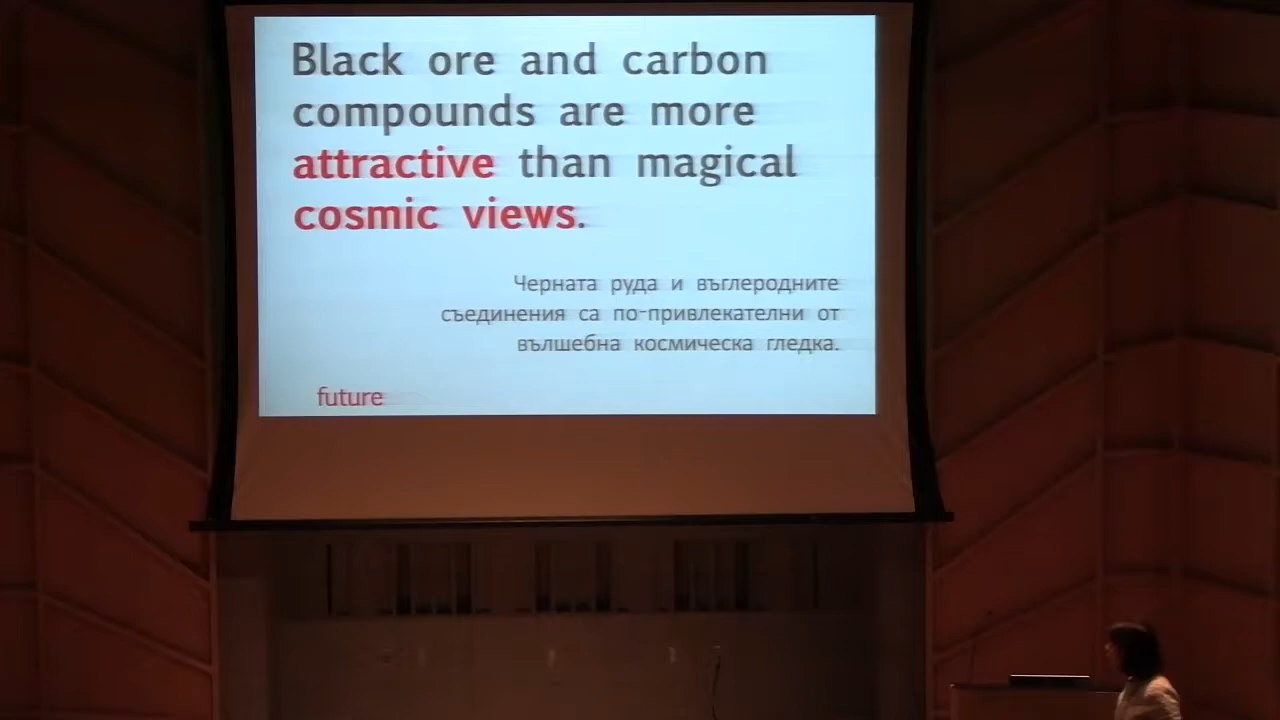 Black ore and carbon
compounds are more
attractive than magical
cosmic views.
Черната руда и въглеродните
съединения са по-привлекателни от
вълшебна космическа гледка.
future